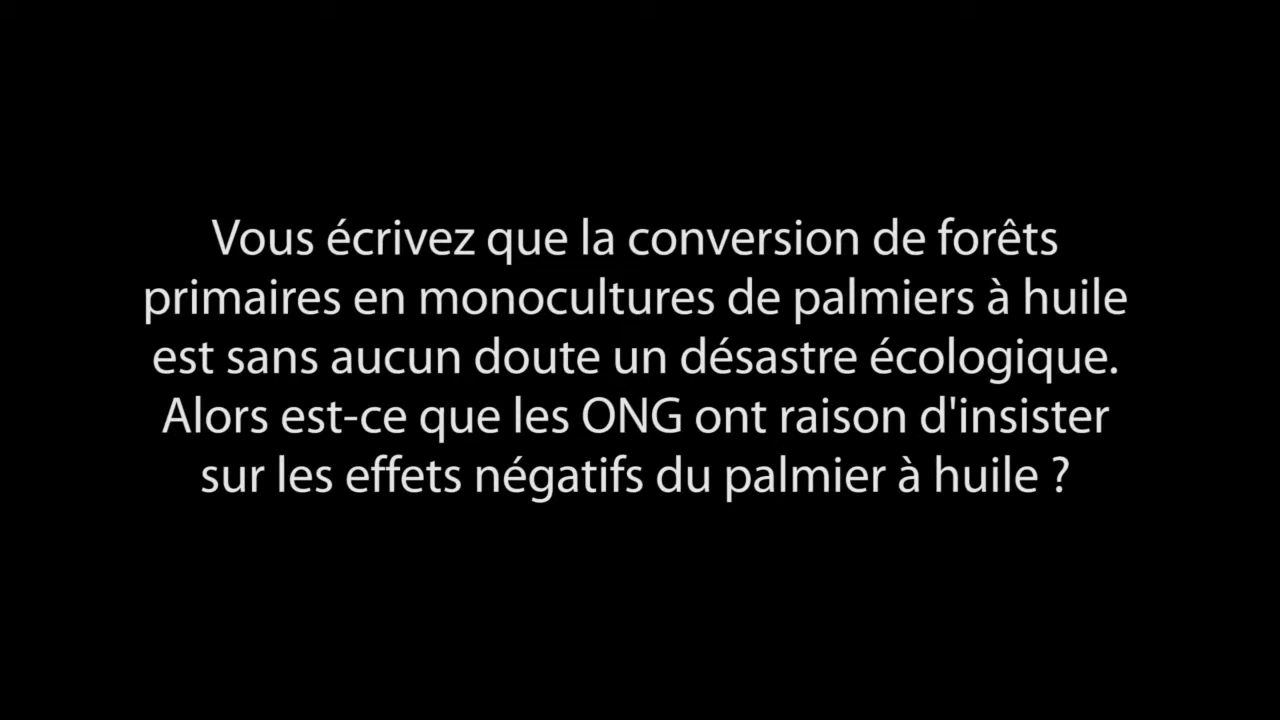 Vous écrivez que la conversion de forêts
primaires en monocultures de palmiers à huile
est sans aucun doute un désastre écologique.
Alors est-ce que les ONG ont raison d'insister
sur les effets négatifs du palmier à huile ?